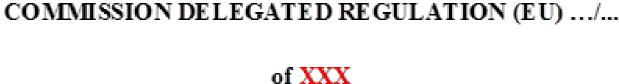 COMMISSION DELEGATED REGULATION (EU) …/...
of XXX